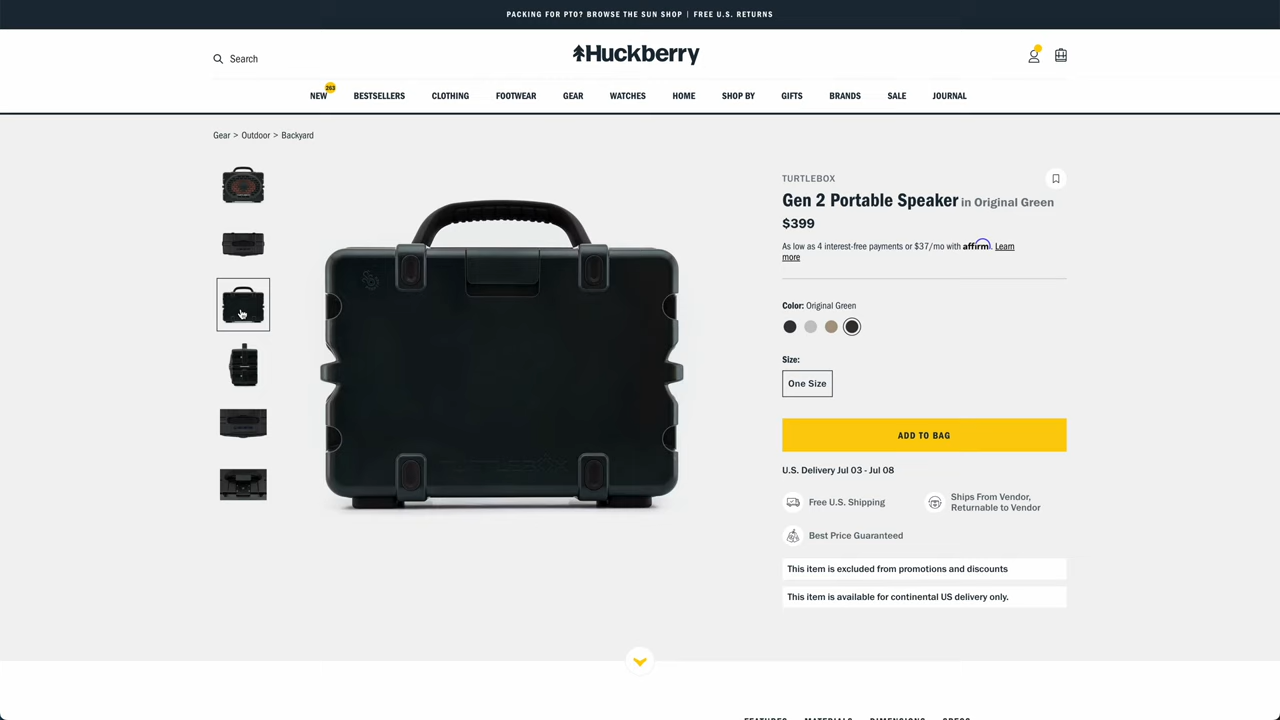 PACKING FOR PTO? BROWSE THE SUN SHOP | FREE U.S. RETURNS
Search
Huckberry
NEW 263 BESTSELLERS CLOTHING FOOTWEAR GEAR WATCHES HOME SHOP BY GIFTS BRANDS SALE JOURNAL
Gear > Outdoor > Backyard
TURTLEBOX
Gen 2 Portable Speaker in Original Green
$399
As low as 4 interest-free payments or $37/mo with affirm. Learn
more
Color: Original Green
Size:
One Size
ADD TO BAG
U.S. Delivery Jul 03 - Jul 08
Free U.S. Shipping
Ships From Vendor,
Returnable to Vendor
Best Price Guaranteed
This item is excluded from promotions and discounts
This item is available for continental US delivery only.
FEATURES MATERIALS DIMENSIONS SPECS